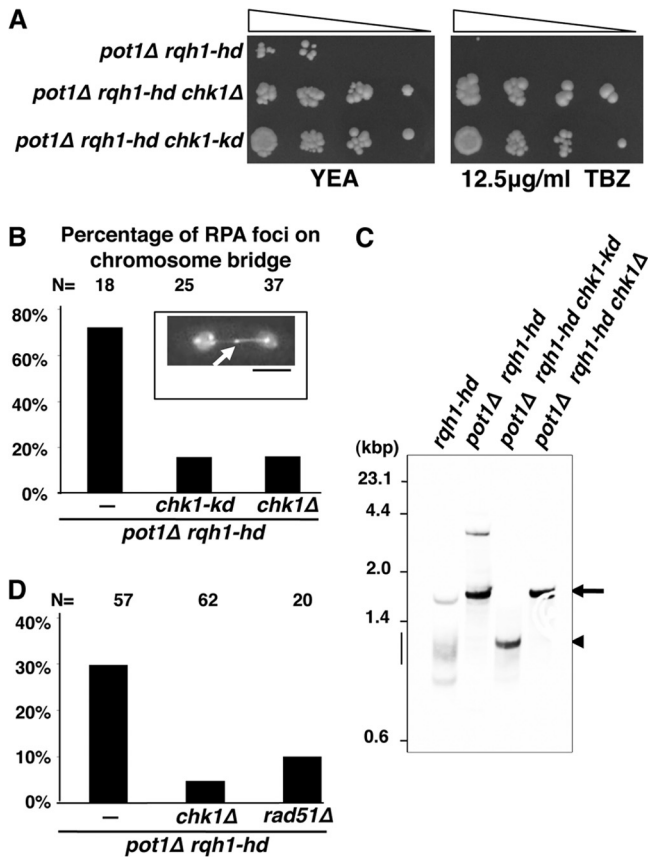 A
pot1Δ rqh1-hd
pot1Δ rqh1-hd chk1Δ
pot1Δ rqh1-hd chk1-kd
YEA
12.5µg/ml TBZ
B
Percentage of RPA foi on
chromosome bridge
N= 18 25 37
80%
60%
40%
20%
0%
– chk1-kd chk1Δ
pot1Δ rqh1-hd
C
rqh1-hd
pot1Δ rqh1-hd
pot1Δ rqh1-hd chk1-kd
pot1Δ rqh1-hd chk1Δ
(kbp)
23.1
4.4
2.0
1.4
0.6
D
N= 57 62 20
40%
30%
20%
10%
0%
– chk1Δ rad51Δ
pot1Δ rqh1-hd